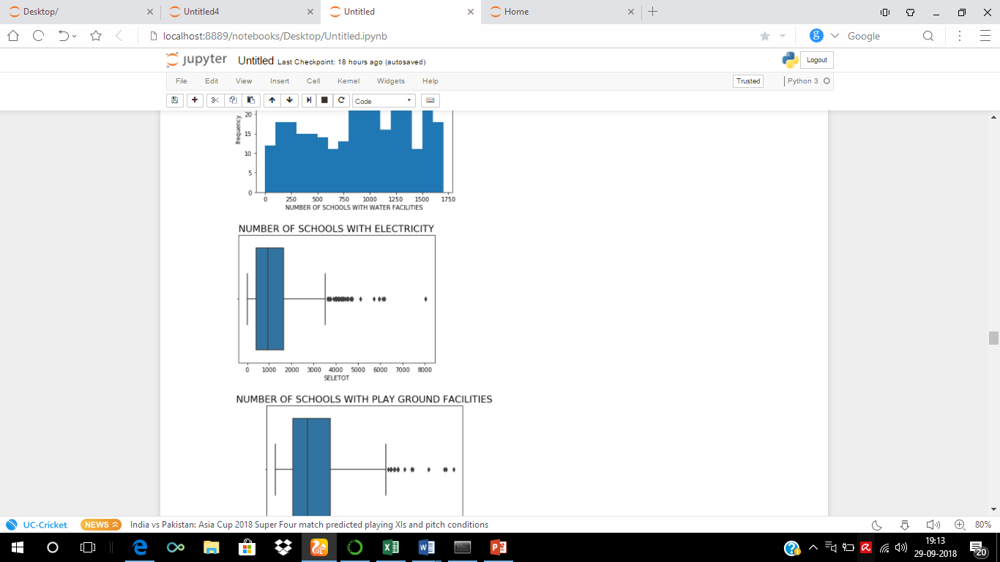 Desktop/ Untitled4 Untitled Home
localhost:8889/notebooks/Desktop/Untitled.ipynb g Google
jupyter Untitled Last Checkpoint: 18 hours ago (autosaved) Logout
File Edit View Insert Cell Kernel Widgets Help Trusted Python 3
Code
20
15
10
5
0
frequency
0 250 500 750 1000 1250 1500 1750
NUMBER OF SCHOOLS WITH WATER FACILITIES
NUMBER OF SCHOOLS WITH ELECTRICITY
0 1000 2000 3000 4000 5000 6000 7000 8000
SELETOT
NUMBER OF SCHOOLS WITH PLAY GROUND FACILITIES
UC-Cricket NEWS India vs Pakistan: Asia Cup 2018 Super Four match predicted playing XIs and pitch conditions 80%
19:13
29-09-2018 20